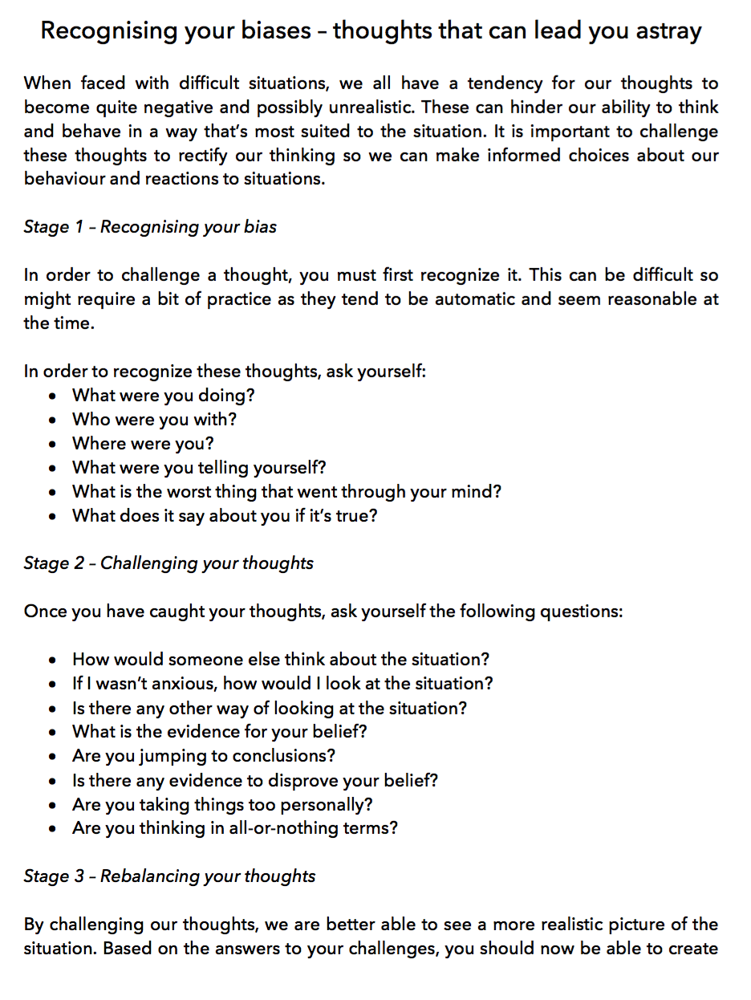 Recognising your biases – thoughts that can lead you astray
When faced with difficult situations, we all have a tendency for our thoughts to
become quite negative and possibly unrealistic. These can hinder our ability to think
and behave in a way that's most suited to the situation. It is important to challenge
these thoughts to rectify our thinking so we can make informed choices about our
behaviour and reactions to situations.
Stage 1 – Recognising your bias
In order to challenge a thought, you must first recognize it. This can be difficult so
might require a bit of practice as they tend to be automatic and seem reasonable at
the time.
In order to recognize these thoughts, ask yourself:
• What were you doing?
• Who were you with?
• Where were you?
• What were you telling yourself?
• What is the worst thing that went through your mind?
• What does it say about you if it's true?
Stage 2 – Challenging your thoughts
Once you have caught your thoughts, ask yourself the following questions:
• How would someone else think about the situation?
• If I wasn't anxious, how would I look at the situation?
• Is there any other way of looking at the situation?
• What is the evidence for your belief?
• Are you jumping to conclusions?
• Is there any evidence to disprove your belief?
• Are you taking things too personally?
• Are you thinking in all-or-nothing terms?
Stage 3 – Rebalancing your thoughts
By challenging our thoughts, we are better able to see a more realistic picture of the
situation. Based on the answers to your challenges, you should now be able to create